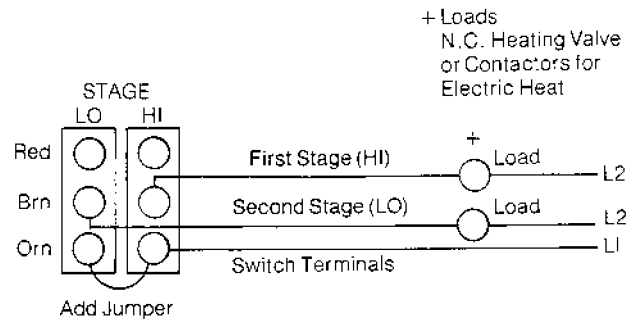 + Loads
N.C. Heating Valve
or Contactors for
Electric Heat
STAGE
LO HI
Red
First Stage (HI)
+
Load
L2
Brn
Second Stage (LO)
Load
L2
Orn
L1
Switch Terminals
Add Jumper